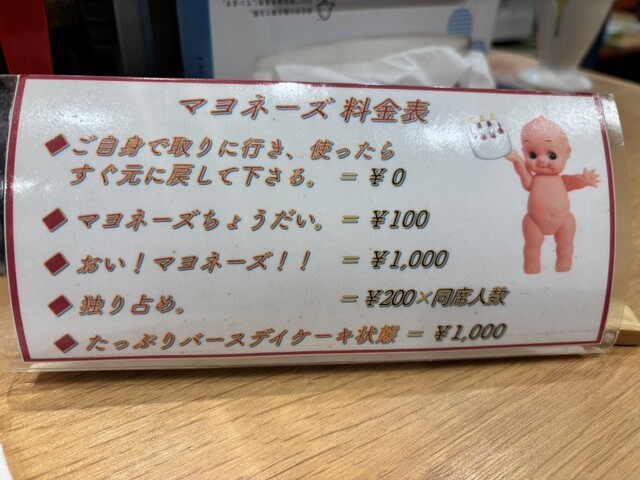 マヨネーズ 料金表
◆ご自身で取りに行き、使ったら
すぐ元に戻して下さる。 = ¥0
◆マヨネーズちょうだい。 = ¥100
◆おい!マヨネーズ!! = ¥1,000
◆独り占め。 = ¥200×同席人数
◆たっぷりバースデイケーキ状態 = ¥1,000